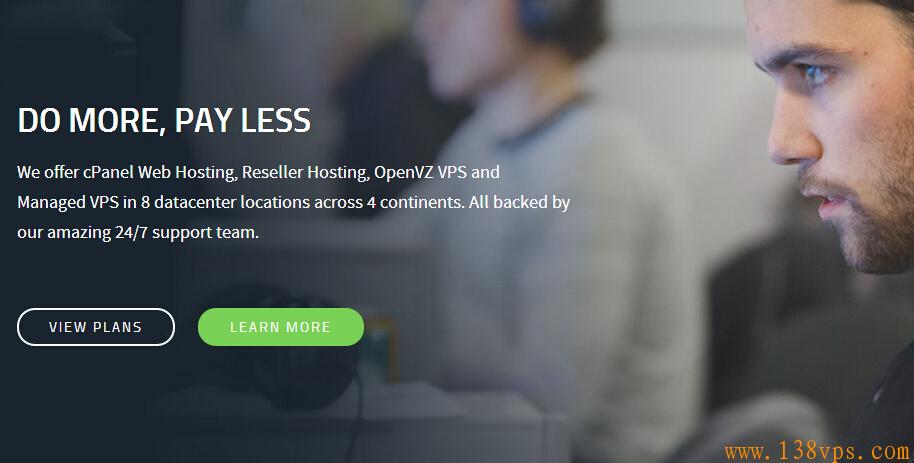 DO MORE, PAY LESS
We offer cPanel Web Hosting, Reseller Hosting, OpenVZ VPS and
Managed VPS in 8 datacenter locations across 4 continents. All backed by
our amazing 24/7 support team.
VIEW PLANS
LEARN MORE
www.138vps.com